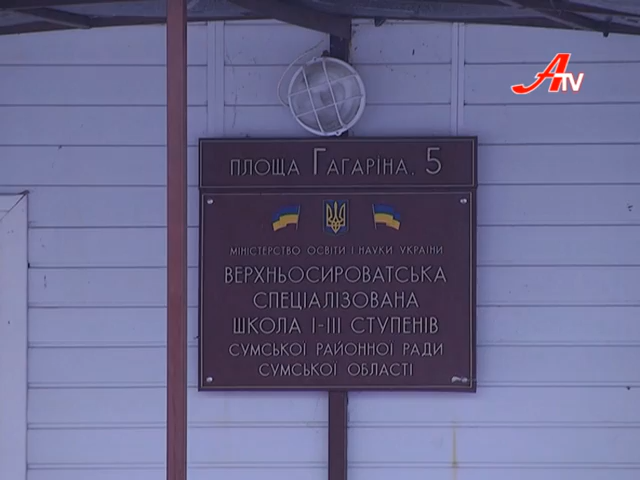 ATV
ПЛОЩА ГАГАРІНА, 5
МІНІСТЕРСТВО ОСВІТИ І НАУКИ УКРАЇНИ
ВЕРХНЬОСИРОВАТСЬКА
СПЕЦІАЛІЗОВАНА
ШКОЛА І-ІІІ СТУПЕНІВ
СУМСЬКОЇ РАЙОННОЇ РАДИ
СУМСЬКОЇ ОБЛАСТІ